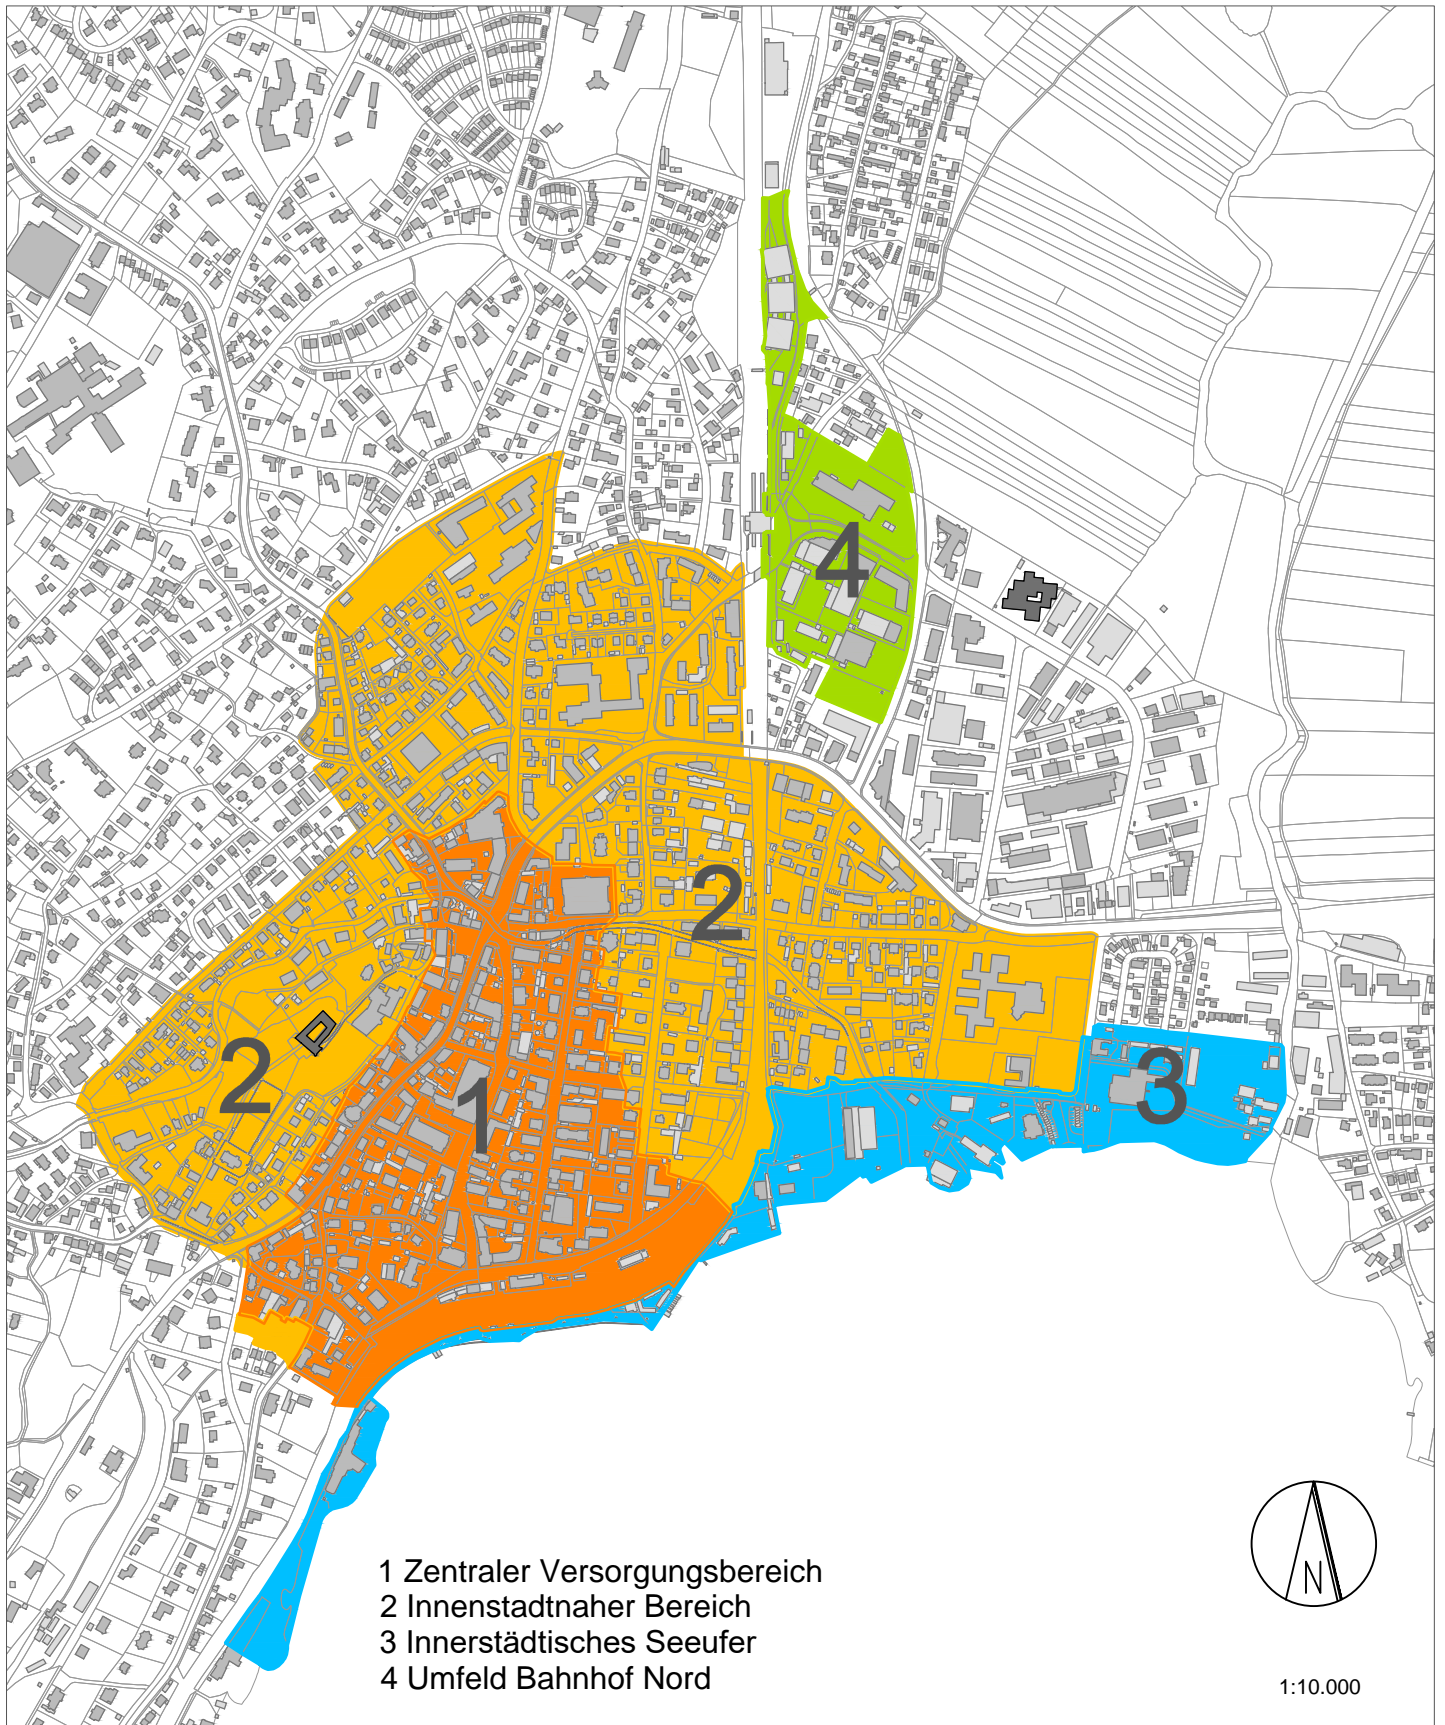 4
2
2
1
3
1 Zentraler Versorgungsbereich
2 Innenstadtnaher Bereich
3 Innerstädtisches Seeufer
4 Umfeld Bahnhof Nord
N
1:10.000